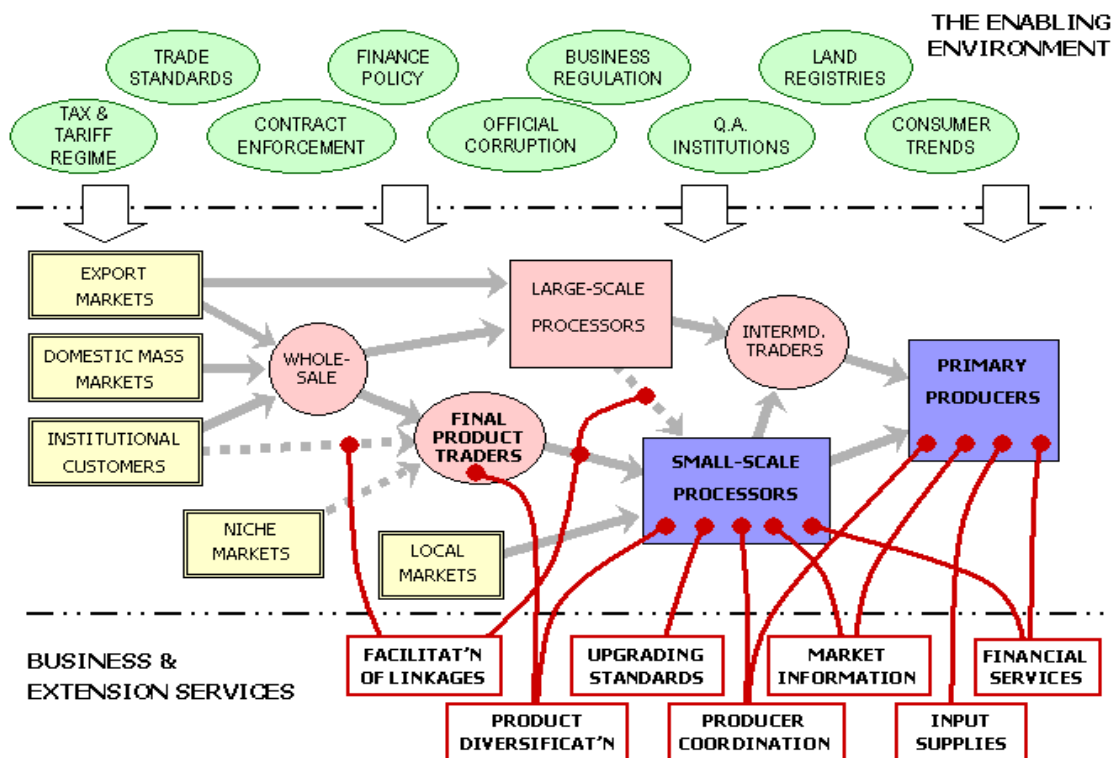 THE ENABLING
ENVIRONMENT
TRADE
STANDARDS
FINANCE
POLICY
BUSINESS
REGULATION
LAND
REGISTRIES
TAX &
TARIFF
REGIME
CONTRACT
ENFORCEMENT
OFFICIAL
CORRUPTION
Q.A.
INSTITUTIONS
CONSUMER
TRENDS
EXPORT
MARKETS
LARGE-SCALE
PROCESSORS
INTERMD.
TRADERS
DOMESTIC MASS
MARKETS
WHOLE-
SALE
PRIMARY
PRODUCERS
INSTITUTIONAL
CUSTOMERS
FINAL
PRODUCT
TRADERS
SMALL-SCALE
PROCESSORS
NICHE
MARKETS
LOCAL
MARKETS
BUSINESS &
EXTENSION SERVICES
FACILITAT'N
OF LINKAGES
UPGRADING
STANDARDS
MARKET
INFORMATION
FINANCIAL
SERVICES
PRODUCT
DIVERSIFICAT'N
PRODUCER
COORDINATION
INPUT
SUPPLIES